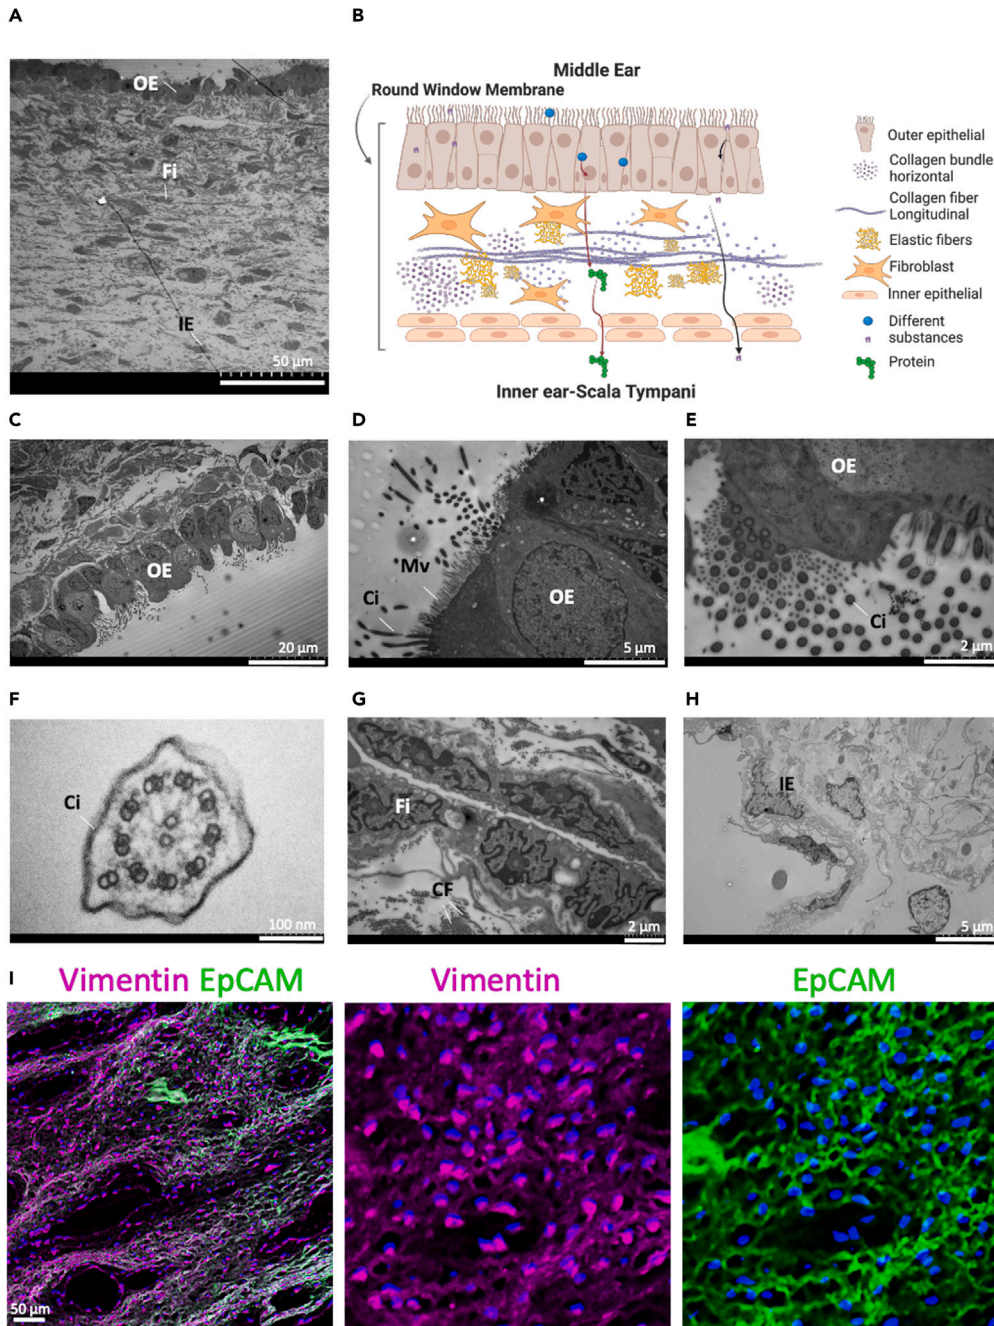 A
OE
Fi
IE
50 µm
B
Middle Ear
Round Window Membrane
Inner ear-Scala Tympani
Outer epithelial
Collagen bundle
horizontal
Collagen fiber
Longitudinal
Elastic fibers
Fibroblast
Inner epithelial
Different
substances
Protein
C
OE
20 µm
D
Mv
Ci
OE
5 µm
E
OE
Ci
2 µm
F
Ci
100 nm
G
Fi
CF
2 µm
H
IE
5 µm
I
Vimentin EpCAM
Vimentin
EpCAM
50 µm